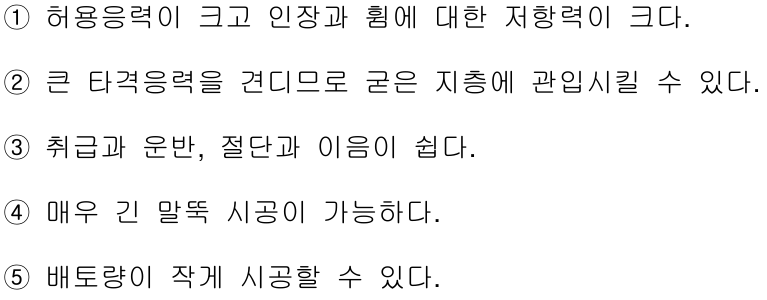 ① 허용응력이 크고 인장과 휨에 대한 저항력이 크다.
② 큰 타격응력을 견디므로 굳은 지층에 관입시킬 수 있다.
③ 취급과 운반, 절단과 이음이 쉽다.
④ 매우 긴 말뚝 시공이 가능하다.
⑤ 배토량이 작게 시공할 수 있다.